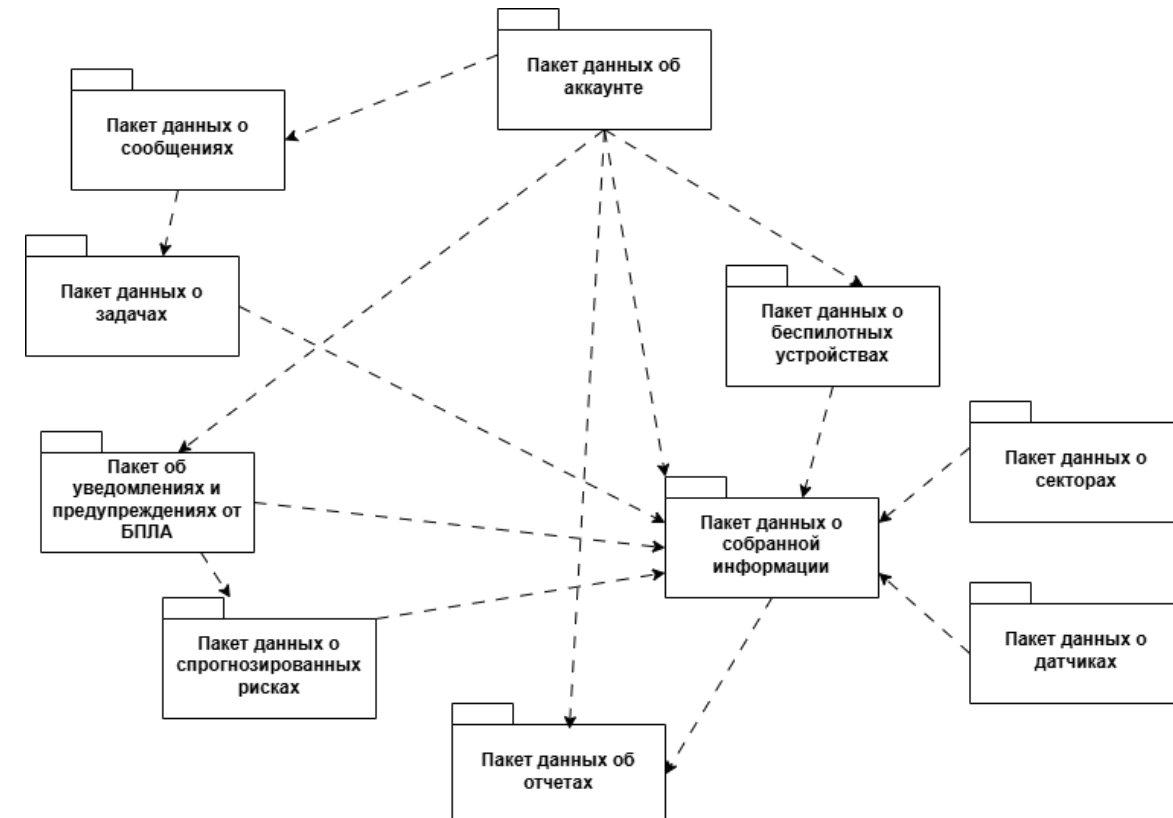 Пакет данных об
аккаунте
Пакет данных о
сообщениях
Пакет данных о
задачах
Пакет данных о
беспилотных
устройствах
Пакет данных о
секторах
Пакет об
уведомлениях и
предупреждениях от
БПЛА
Пакет данных о
собранной
информации
Пакет данных о
датчиках
Пакет данных о
спрогнозированных
рисках
Пакет данных об
отчетах